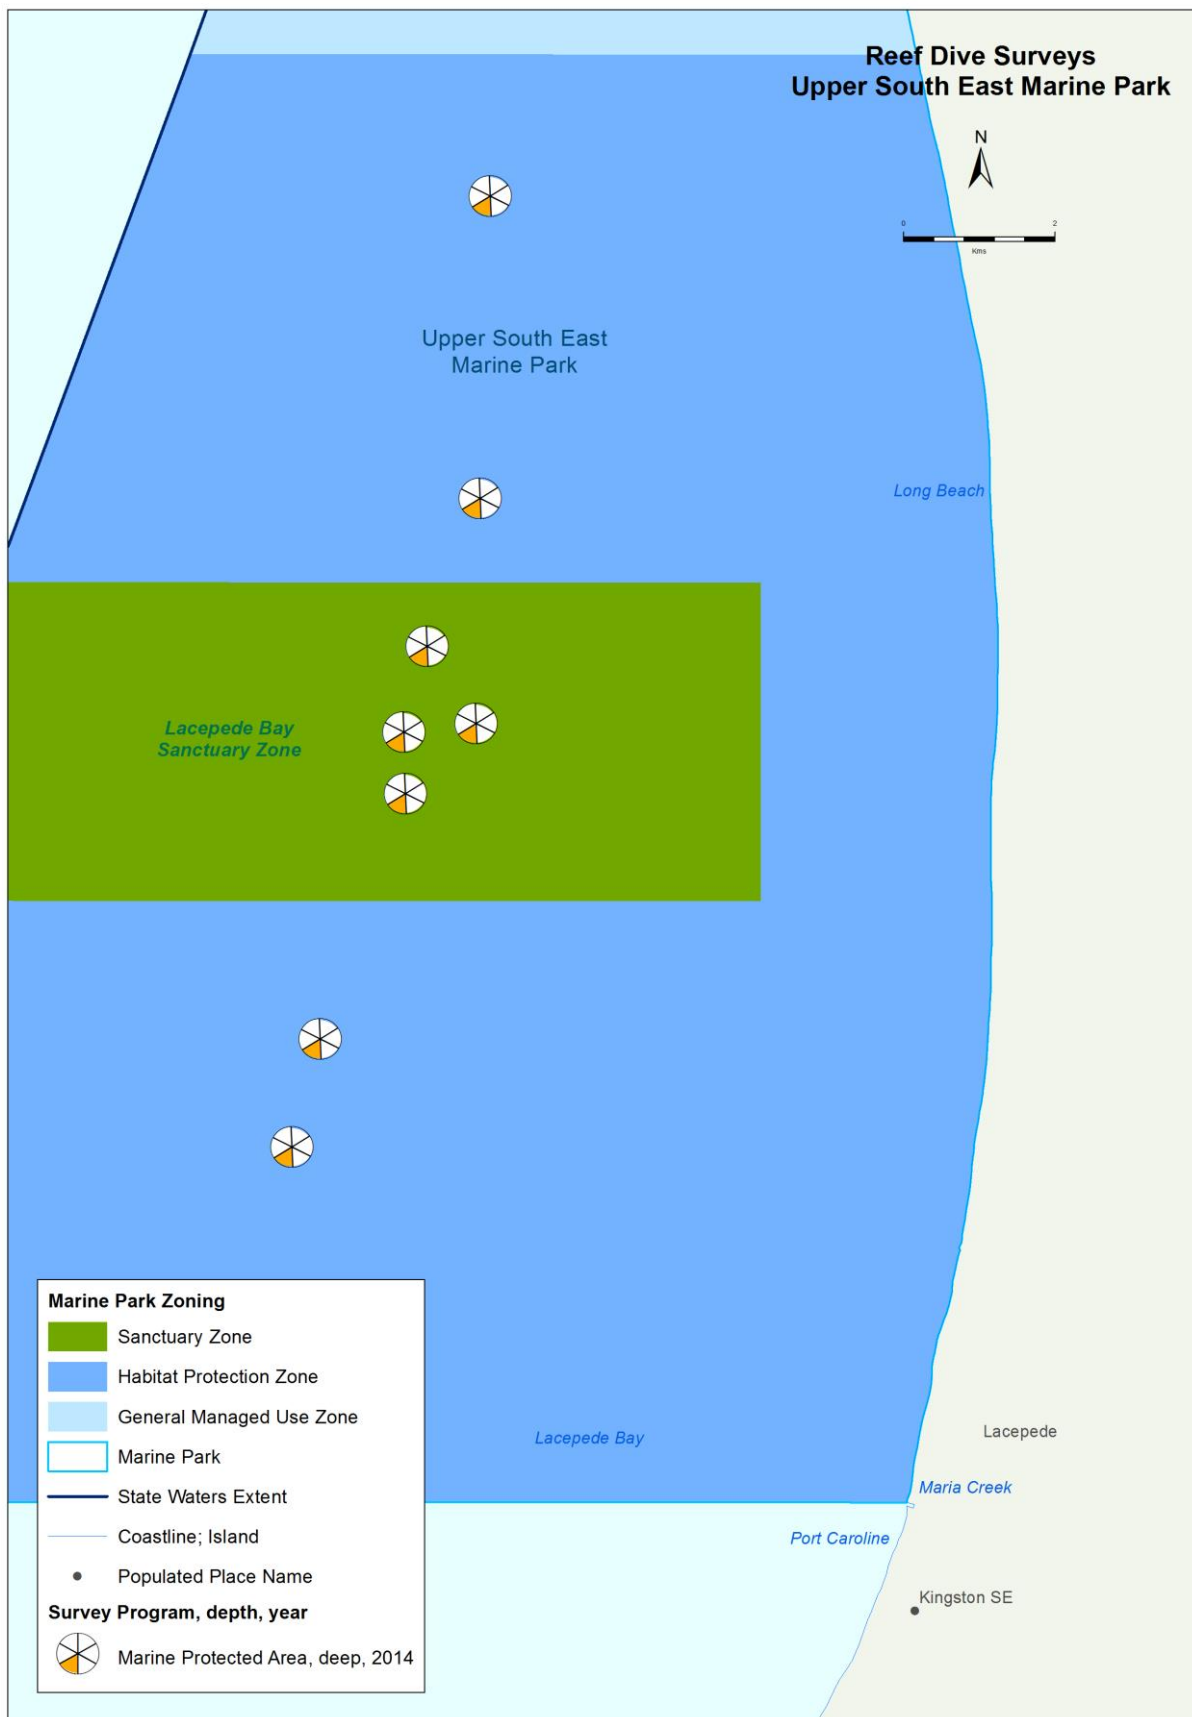 Reef Dive Surveys
Upper South East Marine Park
N
0 2
Kms
Upper South East
Marine Park
Long Beach
Lacepede Bay
Sanctuary Zone
Marine Park Zoning
Sanctuary Zone
Habitat Protection Zone
General Managed Use Zone
Marine Park
State Waters Extent
Coastline; Island
Populated Place Name
Survey Program, depth, year
Marine Protected Area, deep, 2014
Lacepede Bay
Lacepede
Maria Creek
Port Caroline
Kingston SE